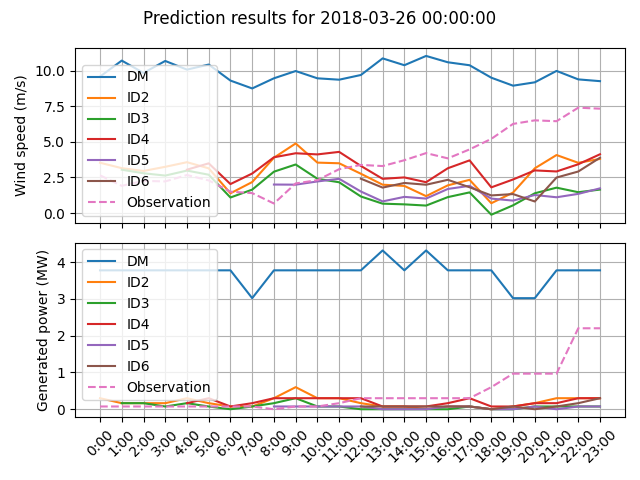 Prediction results for 2018-03-26 00:00:00
Wind speed (m/s)
10.0
7.5
5.0
2.5
0.0
DM
ID2
ID3
ID4
ID5
ID6
Observation
Generated power (MW)
4
3
2
1
0
DM
ID2
ID3
ID4
ID5
ID6
Observation
0:00 1:00 2:00 3:00 4:00 5:00 6:00 7:00 8:00 9:00 10:00 11:00 12:00 13:00 14:00 15:00 16:00 17:00 18:00 19:00 20:00 21:00 22:00 23:00